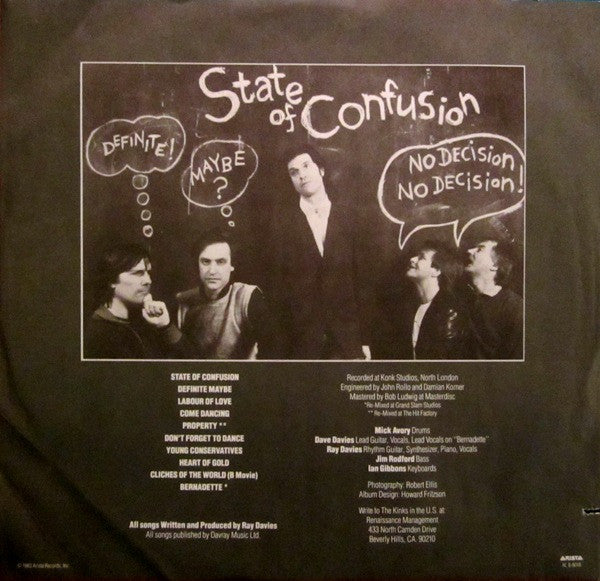 State of Confusion
DEFINITE!
MAYBE ?
NO DECISION
NO DECISION!
STATE OF CONFUSION
DEFINITE MAYBE
LABOUR OF LOVE
COME DANCING
PROPERTY **
DON'T FORGET TO DANCE
YOUNG CONSERVATIVES
HEART OF GOLD
CLICHES OF THE WORLD (B Movie)
BERNADETTE *
All songs Written and Produced by Ray Davies
All songs published by Davray Music Ltd.
Recorded at Konk Studios, North London
Engineered by John Rollo and Damian Korner
Mastered by Bob Ludwig at Masterdisc
*Re-Mixed at Grand Slam Studios
** Re-Mixed at The Hit Factory
Mick Avory Drums
Dave Davies Lead Guitar, Vocals, Lead Vocals on "Bernadette"
Ray Davies Rhythm Guitar, Synthesizer, Piano, Vocals
Jim Rodford Bass
Ian Gibbons Keyboards
Photography: Robert Ellis
Album Design: Howard Fritzson
Write to The Kinks in the U.S. at:
Renaissance Management
433 North Camden Drive
Beverly Hills, CA. 90210
© 1983 Arista Records, Inc.
ARISTA